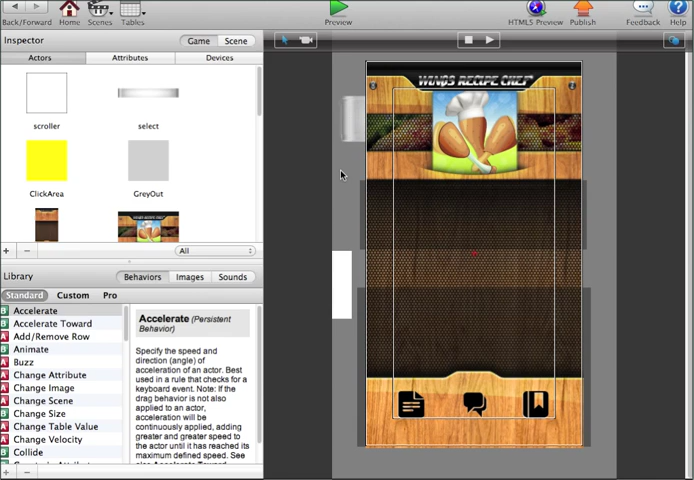 Back/Forward Home Scenes Tables Preview HTML5 Preview Publish Feedback Help
Inspector Game Scene
Actors Attributes Devices
scroller select
ClickArea GreyOut
All
Library Behaviors Images Sounds
Standard Custom Pro
Accelerate
Accelerate Toward
Add/Remove Row
Animate
Buzz
Change Attribute
Change Image
Change Scene
Change Size
Change Table Value
Change Velocity
Collide
Accelerate (Persistent
Behavior)
Specify the speed and
direction (angle) of
acceleration of an actor. Best
used in a rule that checks for a
keyboard event. Note: If the
drag behavior is not
also applied to an actor,
acceleration will be
continuously applied, adding
greater and greater speed to
the actor until it has reached its
maximum defined speed. See
WINGS RECIPE CHEF